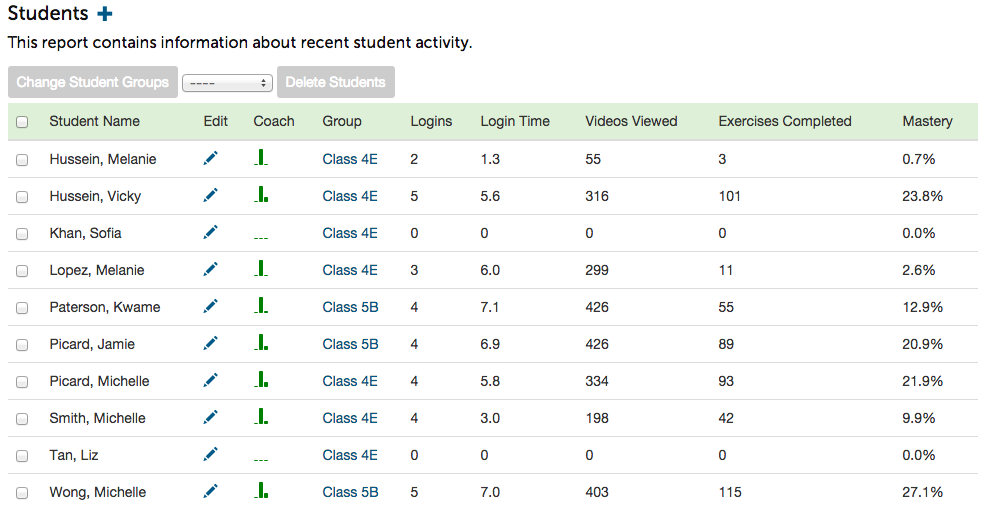 Students +
This report contains information about recent student activity.
Change Student Groups ---- Delete Students
Student Name Edit Coach Group Logins Login Time Videos Viewed Exercises Completed Mastery
Hussein, Melanie Class 4E 2 1.3 55 3 0.7%
Hussein, Vicky Class 4E 5 5.6 316 101 23.8%
Khan, Sofia Class 4E 0 0 0 0 0.0%
Lopez, Melanie Class 4E 3 6.0 299 11 2.6%
Paterson, Kwame Class 5B 4 7.1 426 55 12.9%
Picard, Jamie Class 5B 4 6.9 426 89 20.9%
Picard, Michelle Class 4E 4 5.8 334 93 21.9%
Smith, Michelle Class 4E 4 3.0 198 42 9.9%
Tan, Liz Class 4E 0 0 0 0 0.0%
Wong, Michelle Class 5B 5 7.0 403 115 27.1%